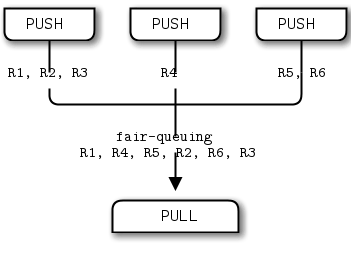 PUSH PUSH PUSH
R1, R2, R3 R4 R5, R6
fair-queuing
R1, R4, R5, R2, R6, R3
PULL